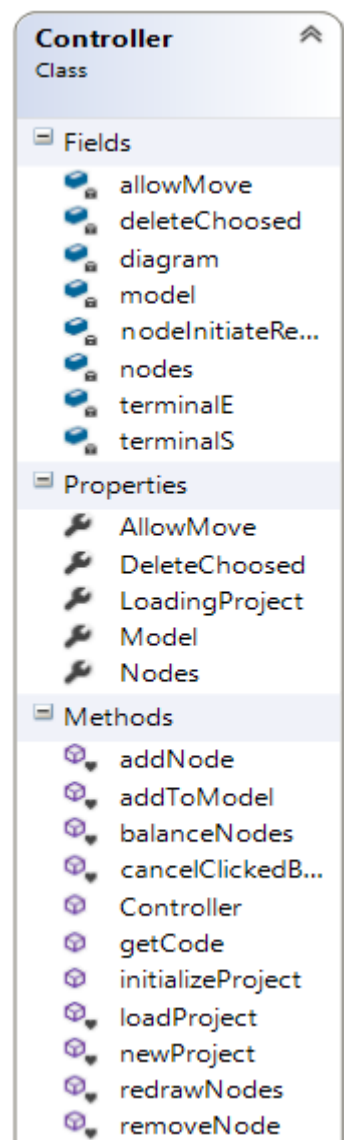 Controller
Class
Fields
allowMove
deleteChoosed
diagram
model
nodeInitiateRe...
nodes
terminalE
terminalS
Properties
AllowMove
DeleteChoosed
LoadingProject
Model
Nodes
Methods
addNode
addToModel
balanceNodes
cancelClickedB...
Controller
getCode
initializeProject
loadProject
newProject
redrawNodes
removeNode